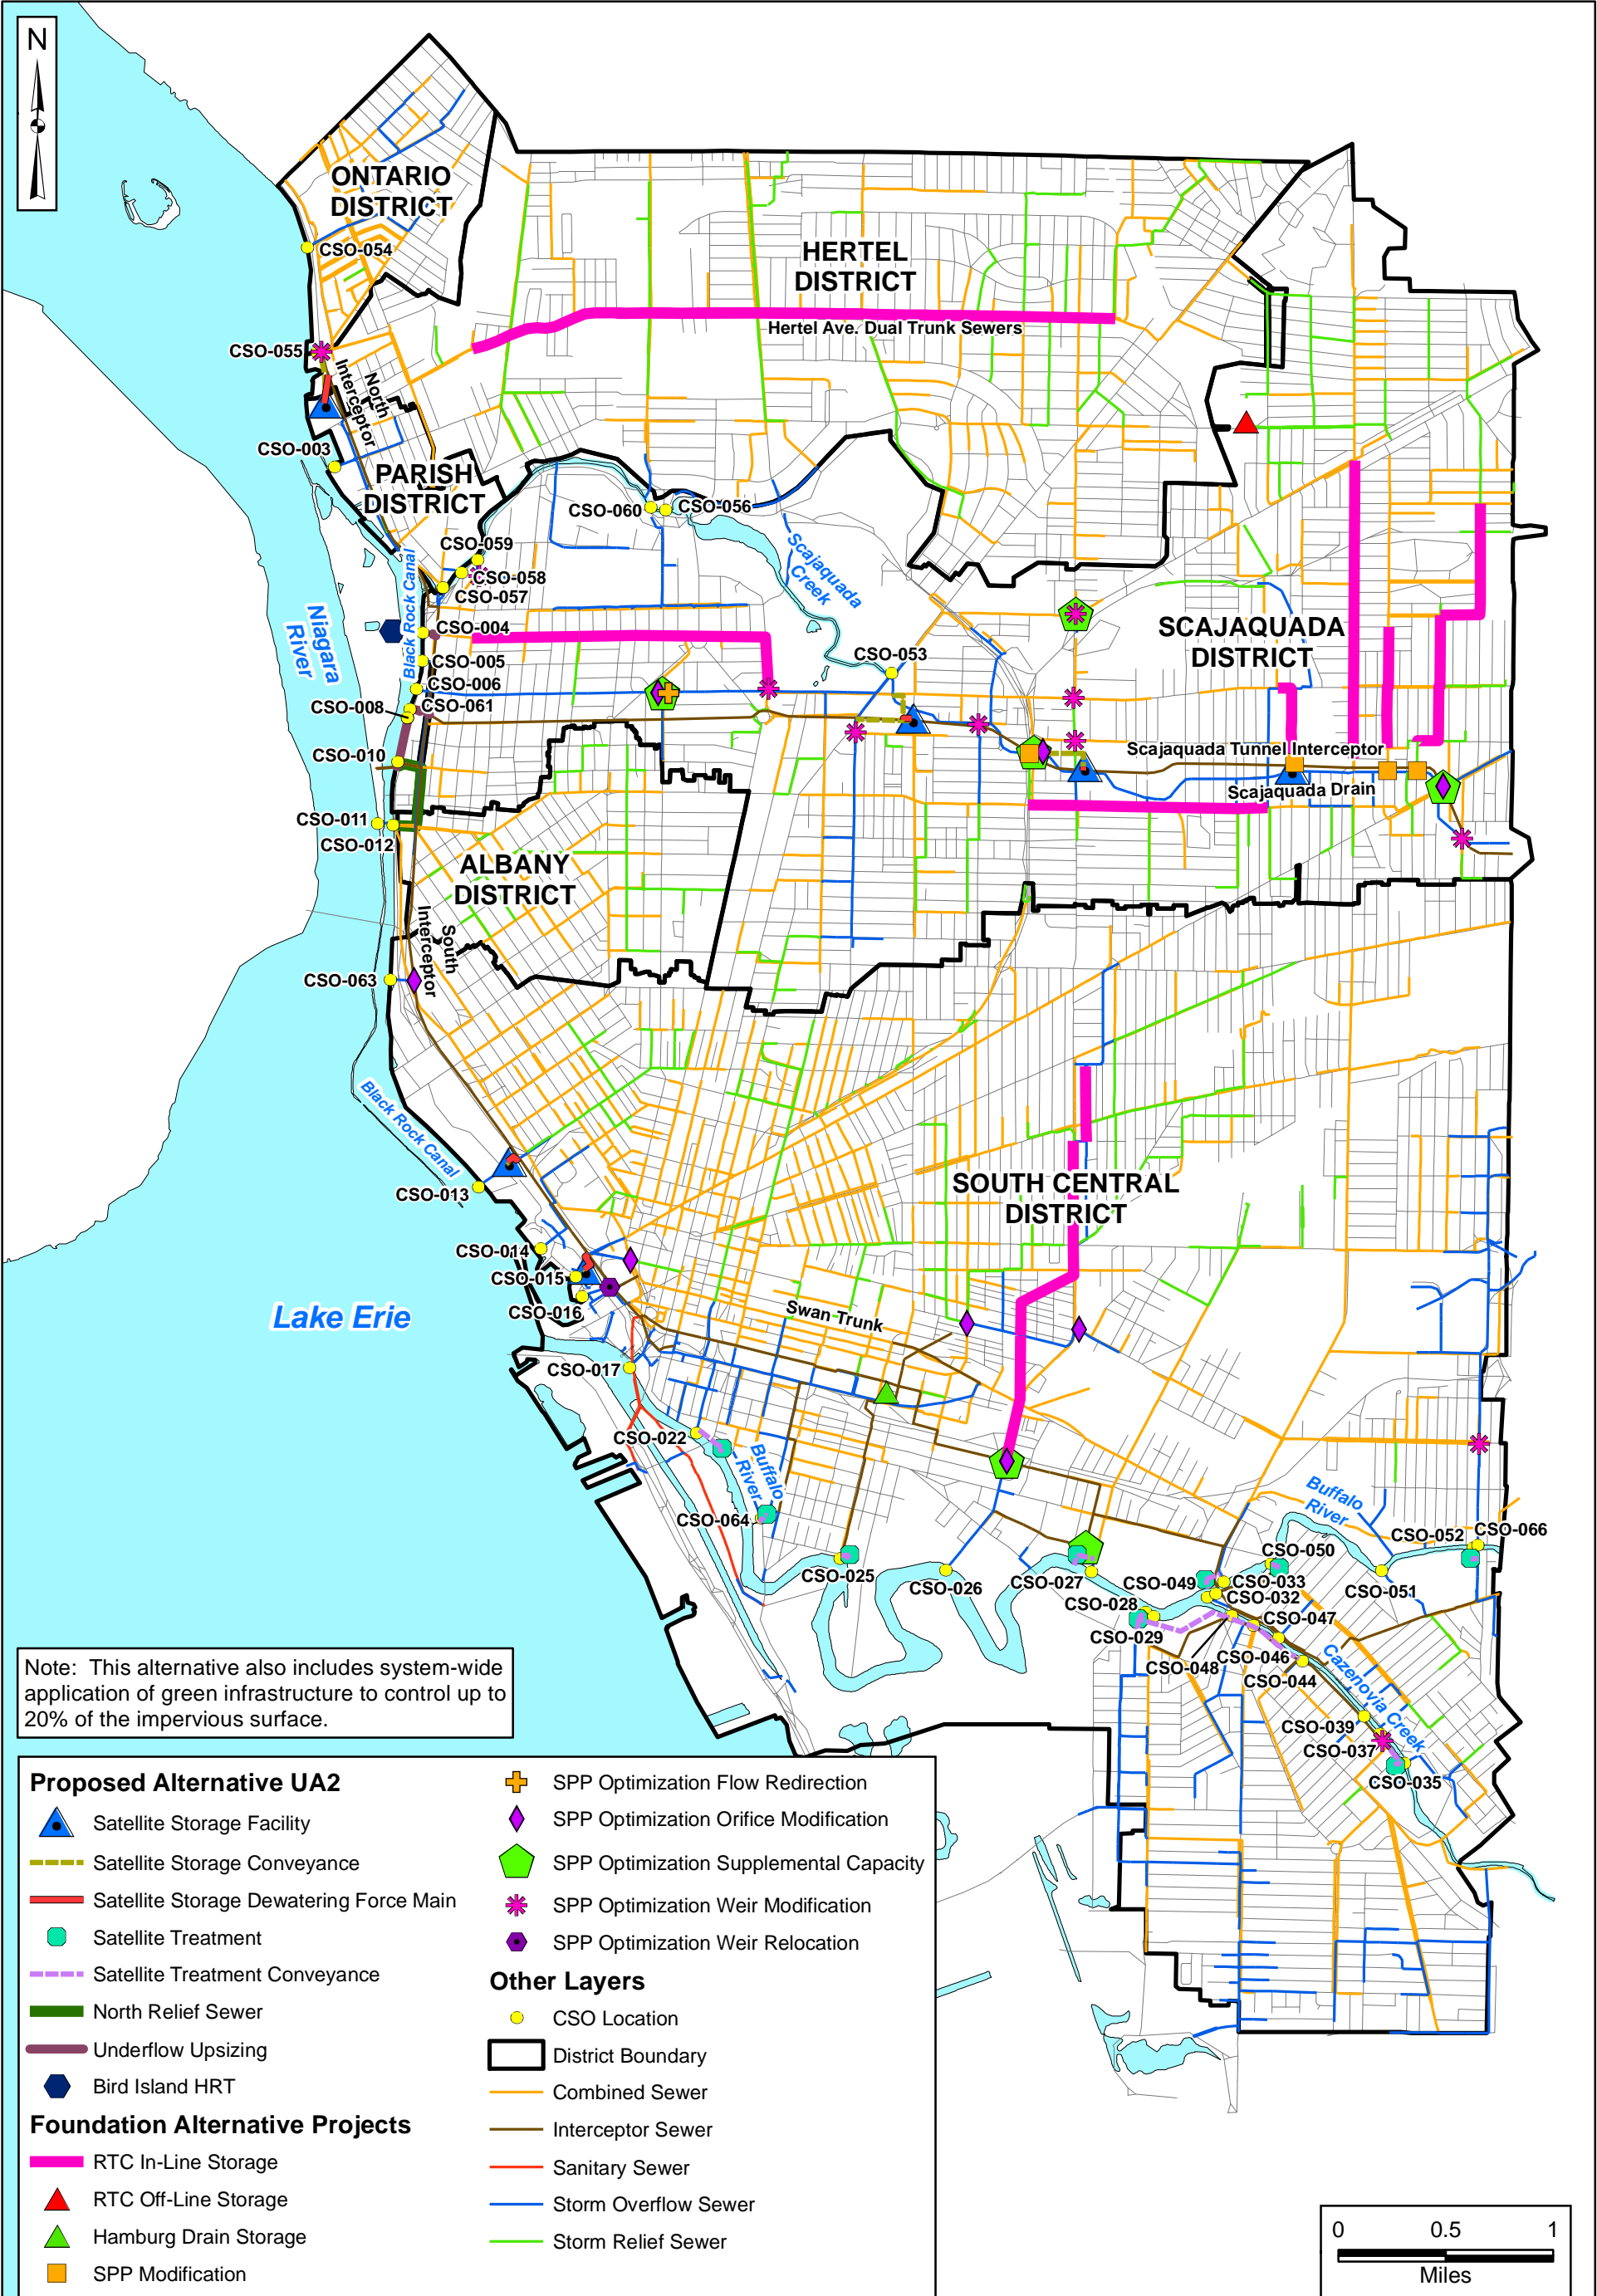 N
ONTARIO
DISTRICT
CSO-054
HERTEL
DISTRICT
Hertel Ave. Dual Trunk Sewers
CSO-055
North
Interceptor
CSO-003
PARISH
DISTRICT
CSO-060
CSO-056
Scajaquada
Creek
CSO-059
CSO-058
CSO-057
Black Rock Canal
Niagara
River
CSO-004
CSO-005
CSO-006
CSO-061
CSO-008
CSO-053
SCAJAQUADA
DISTRICT
CSO-010
Scajaquada Tunnel Interceptor
Scajaquada Drain
CSO-011
CSO-012
ALBANY
DISTRICT
South
Interceptor
CSO-063
Black Rock Canal
CSO-013
SOUTH CENTRAL
DISTRICT
CSO-014
CSO-015
CSO-016
Lake Erie
Swan Trunk
CSO-017
CSO-022
Buffalo
River
CSO-064
CSO-025
CSO-026
CSO-027
CSO-028
CSO-029
CSO-049
CSO-050
CSO-033
CSO-032
CSO-047
CSO-048
CSO-046
CSO-044
Buffalo
River
CSO-052
CSO-066
CSO-051
Cazenovia Creek
CSO-039
CSO-037
CSO-035
Note: This alternative also includes system-wide
application of green infrastructure to control up to
20% of the impervious surface.
Proposed Alternative UA2
Satellite Storage Facility
Satellite Storage Conveyance
Satellite Storage Dewatering Force Main
Satellite Treatment
Satellite Treatment Conveyance
North Relief Sewer
Underflow Upsizing
Bird Island HRT
Foundation Alternative Projects
RTC In-Line Storage
RTC Off-Line Storage
Hamburg Drain Storage
SPP Modification
SPP Optimization Flow Redirection
SPP Optimization Orifice Modification
SPP Optimization Supplemental Capacity
SPP Optimization Weir Modification
SPP Optimization Weir Relocation
Other Layers
CSO Location
District Boundary
Combined Sewer
Interceptor Sewer
Sanitary Sewer
Storm Overflow Sewer
Storm Relief Sewer
0 0.5 1
Miles